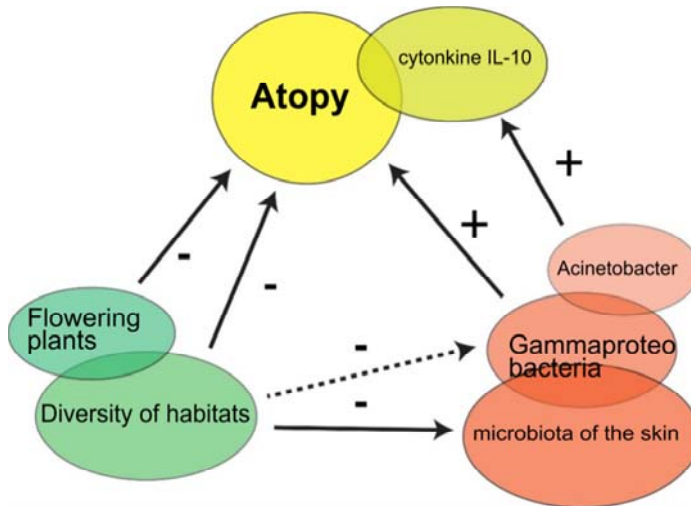 cytonkine IL-10
Atopy
+
+
-
-
Acinetobacter
Flowering
plants
-
Gammaproteo
bacteria
Diversity of habitats
-
microbiota of the skin